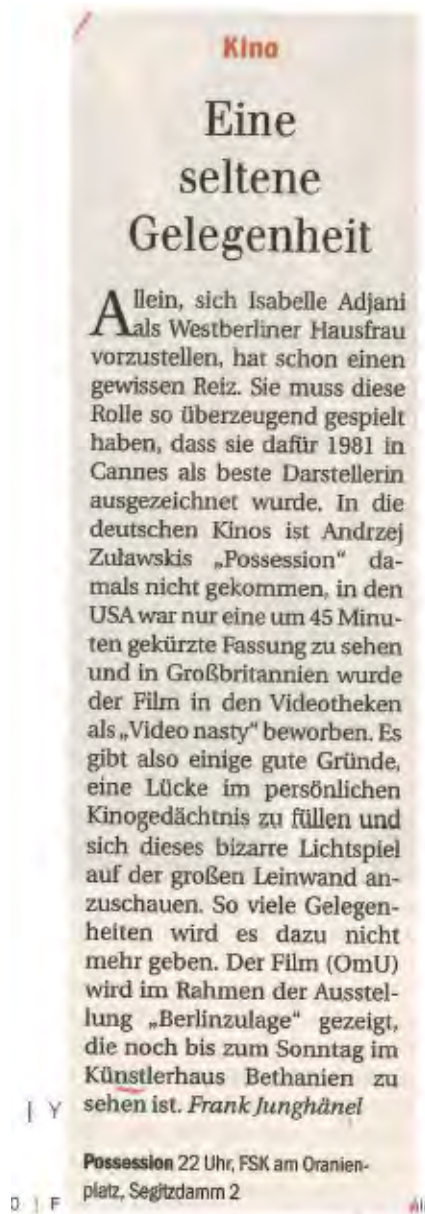 Kino
Eine
seltene
Gelegenheit
Allein, sich Isabelle Adjani
als Westberliner Hausfrau
vorzustellen, hat schon einen
gewissen Reiz. Sie muss diese
Rolle so überzeugend gespielt
haben, dass sie dafür 1981 in
Cannes als beste Darstellerin
ausgezeichnet wurde. In die
deutschen Kinos ist Andrzej
Zulawskis „Possession“ da-
mals nicht gekommen, in den
USA war nur eine um 45 Minu-
ten gekürzte Fassung zu sehen
und in Großbritannien wurde
der Film in den Videotheken
als „Video nasty“ beworben. Es
gibt also einige gute Gründe,
eine Lücke im persönlichen
Kinogedächtnis zu füllen und
sich dieses bizarre Lichtspiel
auf der großen Leinwand an-
zuschauen. So viele Gelegen-
heiten wird es dazu nicht
mehr geben. Der Film (OmU)
wird im Rahmen der Ausstel-
lung „Berlinzulage“ gezeigt,
die noch bis zum Sonntag im
Künstlerhaus Bethanien zu
sehen ist. Frank Junghänel
Possession 22 Uhr, FSK am Oranien-
platz, Segitzdamm 2
| Y
| F